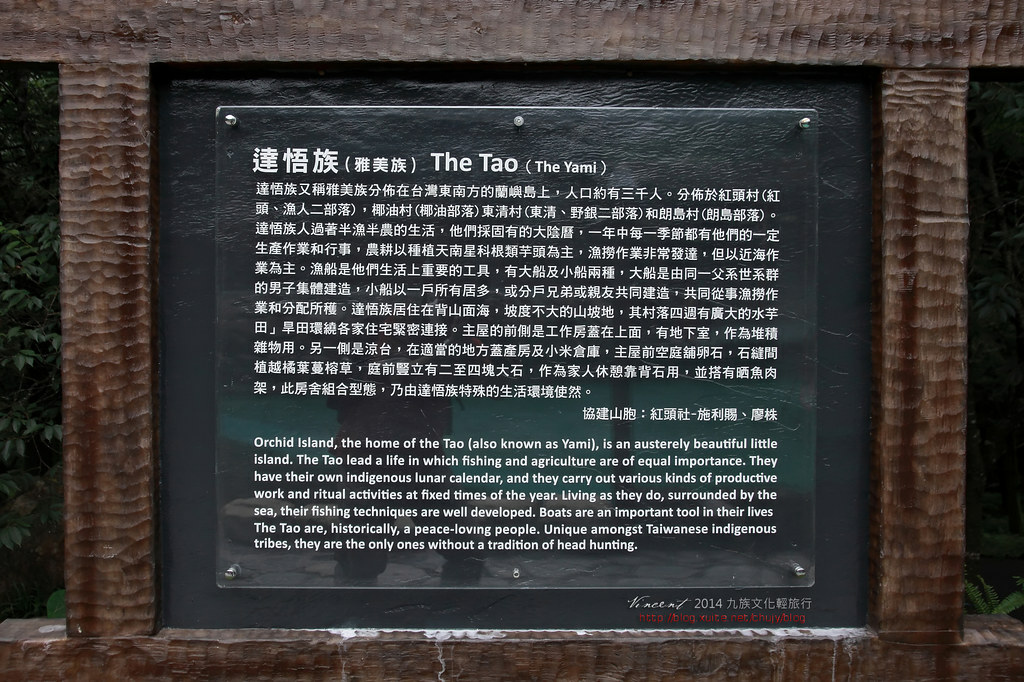 達悟族(雅美族) The Tao (The Yami)
達悟族又稱雅美族分佈在台灣東南方的蘭嶼島上，人口約有三千人。分佈於紅頭村(紅
頭、漁人二部落)，椰油村(椰油部落)東清村(東清、野銀二部落)和朗島村(朗島部落)。
達悟族人過著半漁半農的生活，他們採固有的大陰曆，一年中每一季節都有他們的一定
生產作業和行事，農耕以種植天南星科根類芋頭為主，漁撈作業非常發達，但以近海作
業為主。漁船是他們生活上重要的工具，有大船及小船兩種，大船是由同一父系世系群
的男子集體建造，小船以一戶所有居多，或分戶兄弟或親友共同建造，共同從事漁撈作
業和分配所穫。達悟族居住在背山面海，坡度不大的山坡地，其村落四週有廣大的水芋
田」旱田環繞各家住宅緊密連接。主屋的前側是工作房蓋在上面，有地下室，作為堆積
雜物用。另一側是涼台，在適當的地方蓋產房及小米倉庫，主屋前空庭舖卵石，石縫間
植越橘葉蔓榕草，庭前豎立有二至四塊大石，作為家人休憩靠背石用，並搭有晒魚肉
架，此房舍組合型態，乃由達悟族特殊的生活環境使然。
協建山胞：紅頭社-施利賜、廖株
Orchid Island, the home of the Tao (also known as Yami), is an austerely beautiful little
island. The Tao lead a life in which fishing and agriculture are of equal importance. They
have their own indigenous lunar calendar, and they carry out various kinds of productive
work and ritual activities at fixed times of the year. Living as they do, surrounded by the
sea, their fishing techniques are well developed. Boats are an important tool in their lives
The Tao are, historically, a peace-loving people. Unique amongst Taiwanese indigenous
tribes, they are the only ones without a tradition of head hunting.
Vincent 2014 九族文化輕旅行
http://blog.xuite.net/chujy/blog